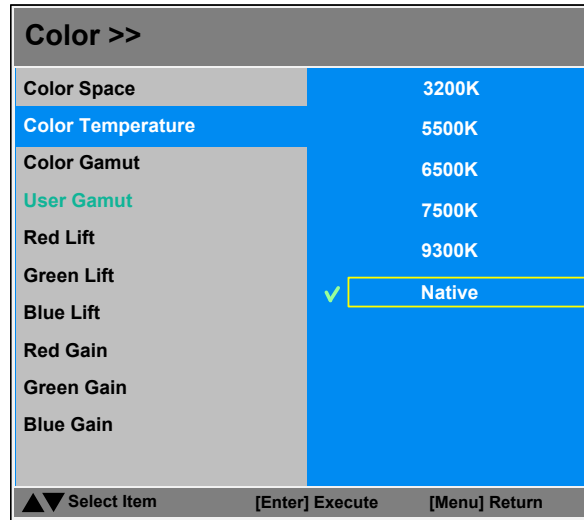 Color >>
Color Space
3200K
Color Temperature
5500K
Color Gamut
6500K
User Gamut
7500K
Red Lift
9300K
Green Lift
Native
Blue Lift
Red Gain
Green Gain
Blue Gain
Select Item [Enter] Execute [Menu] Return